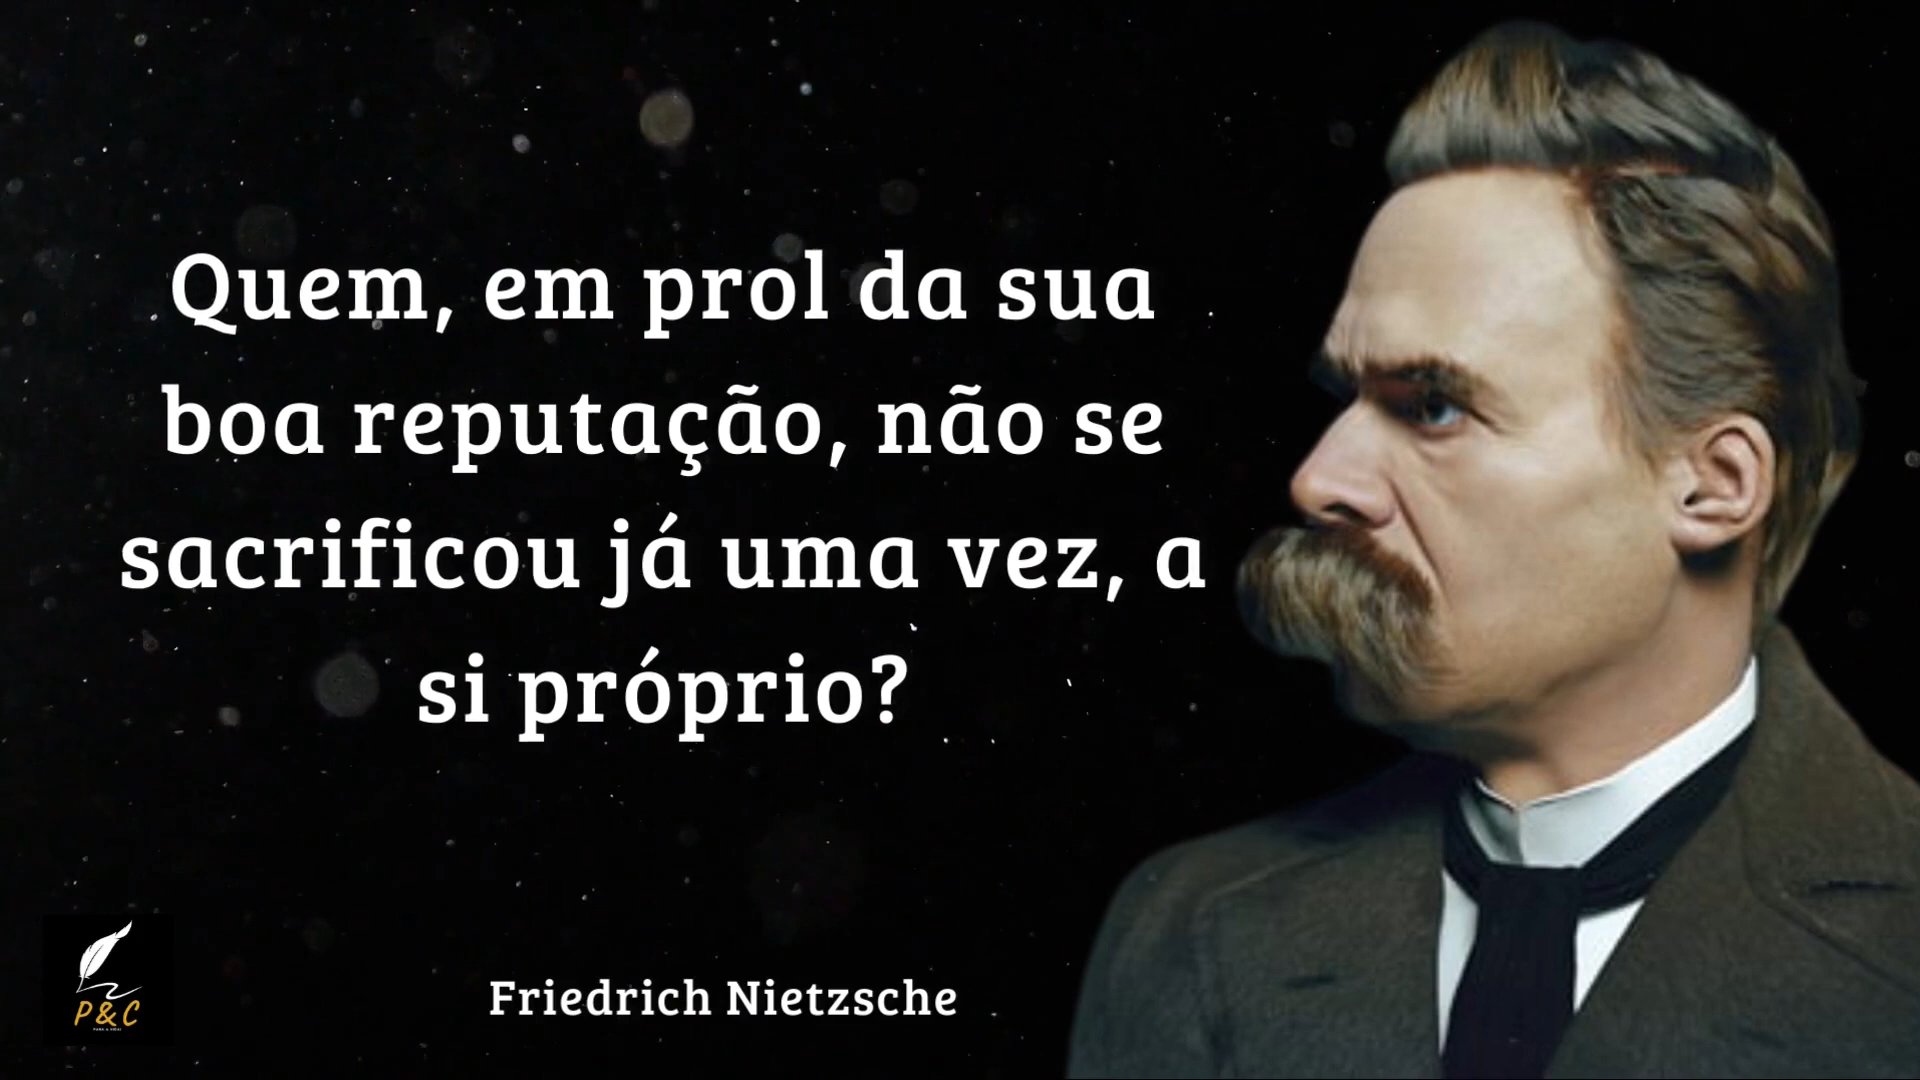 Quem, em prol da sua
boa reputação, não se
sacrificou já uma vez, a
si próprio?
Friedrich Nietzsche
P&C